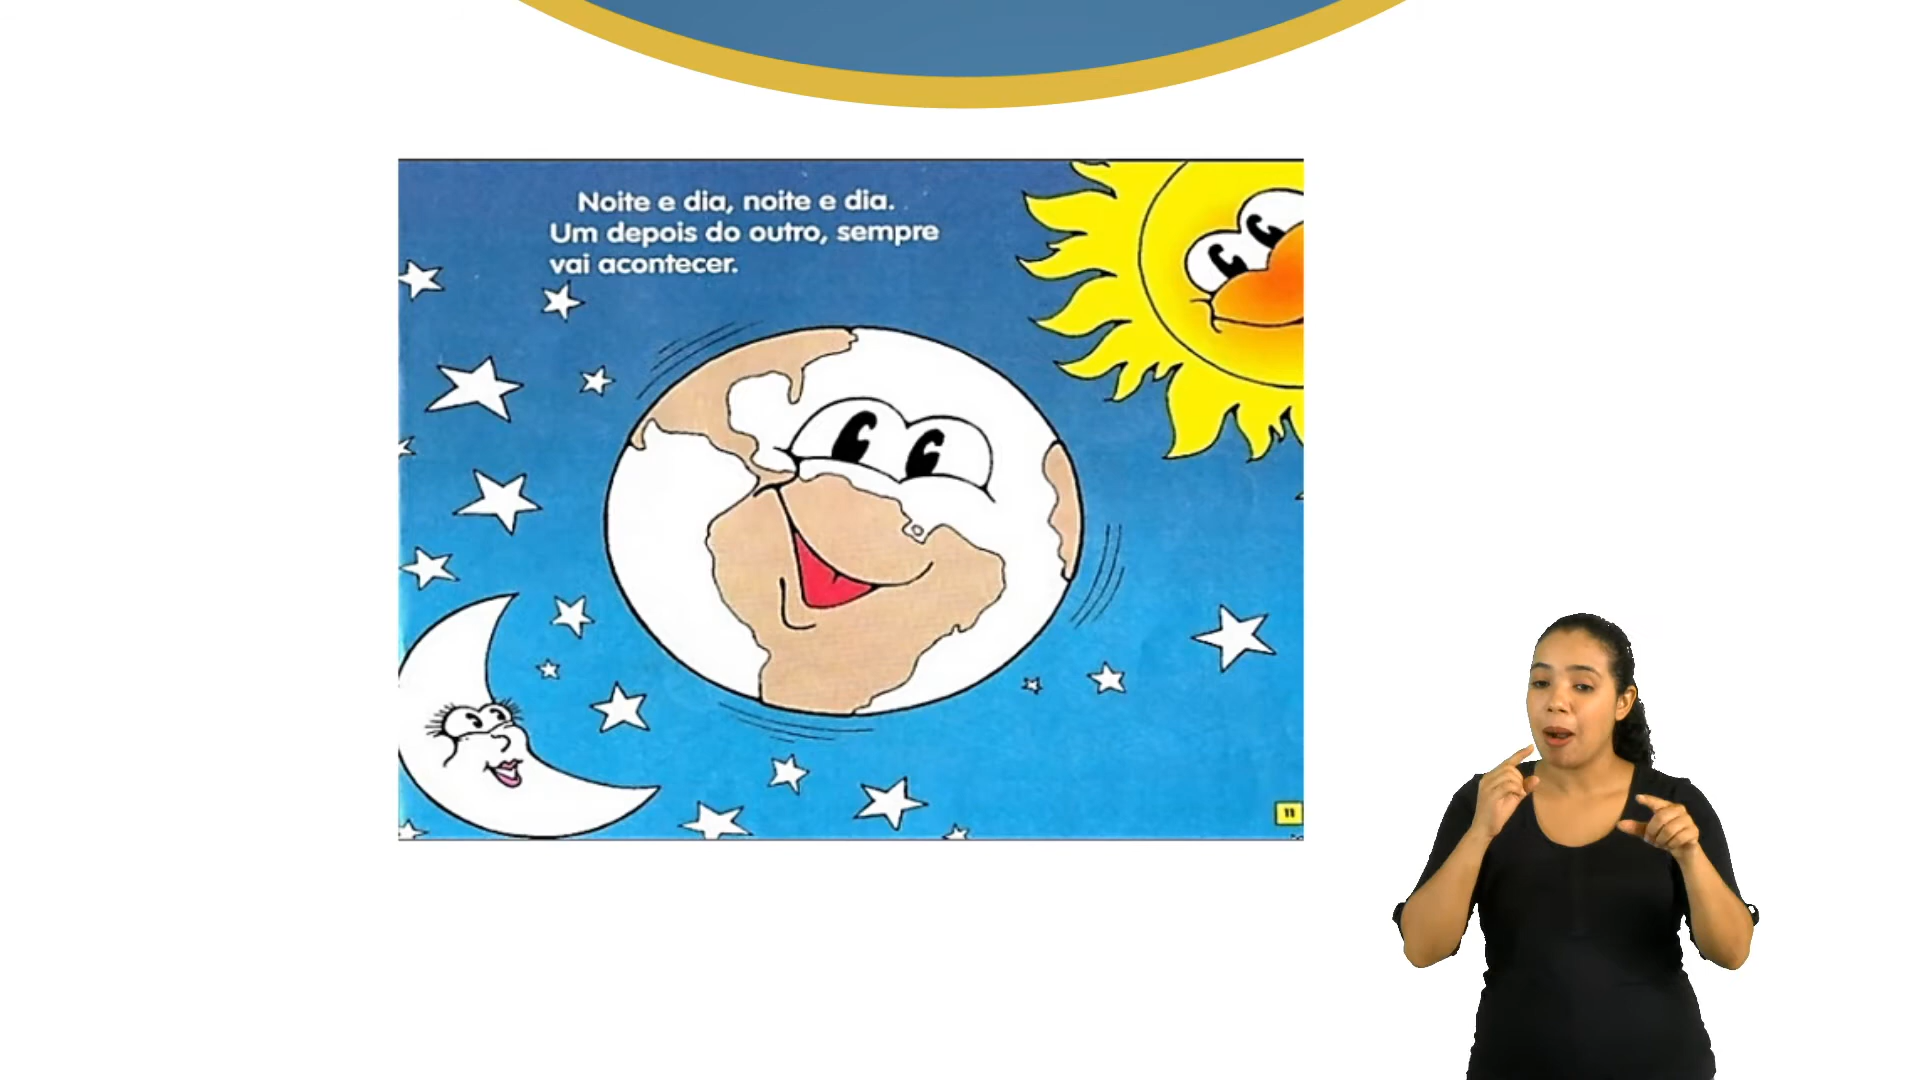 Noite e dia, noite e dia.
Um depois do outro, sempre
vai acontecer.
11